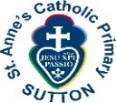 St. Anne's Catholic Primary
JESU XPI
PASSIO
SUTTON